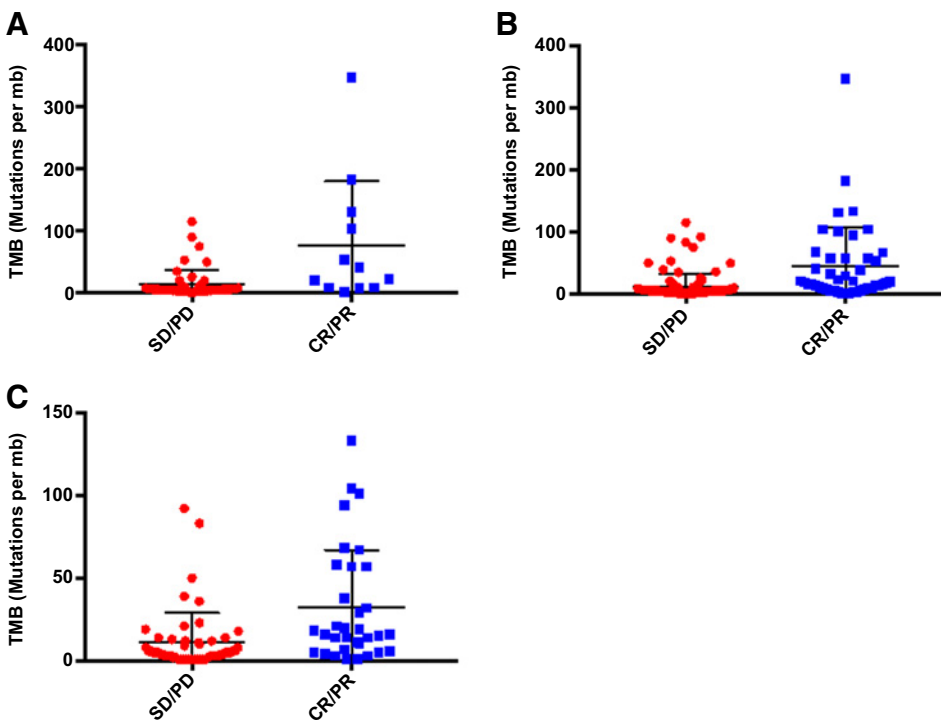 A
TMB (Mutations per mb)
400
300
200
100
0
SD/PD
CR/PR
B
TMB (Mutations per mb)
400
300
200
100
0
SD/PD
CR/PR
C
TMB (Mutations per mb)
150
100
50
0
SD/PD
CR/PR